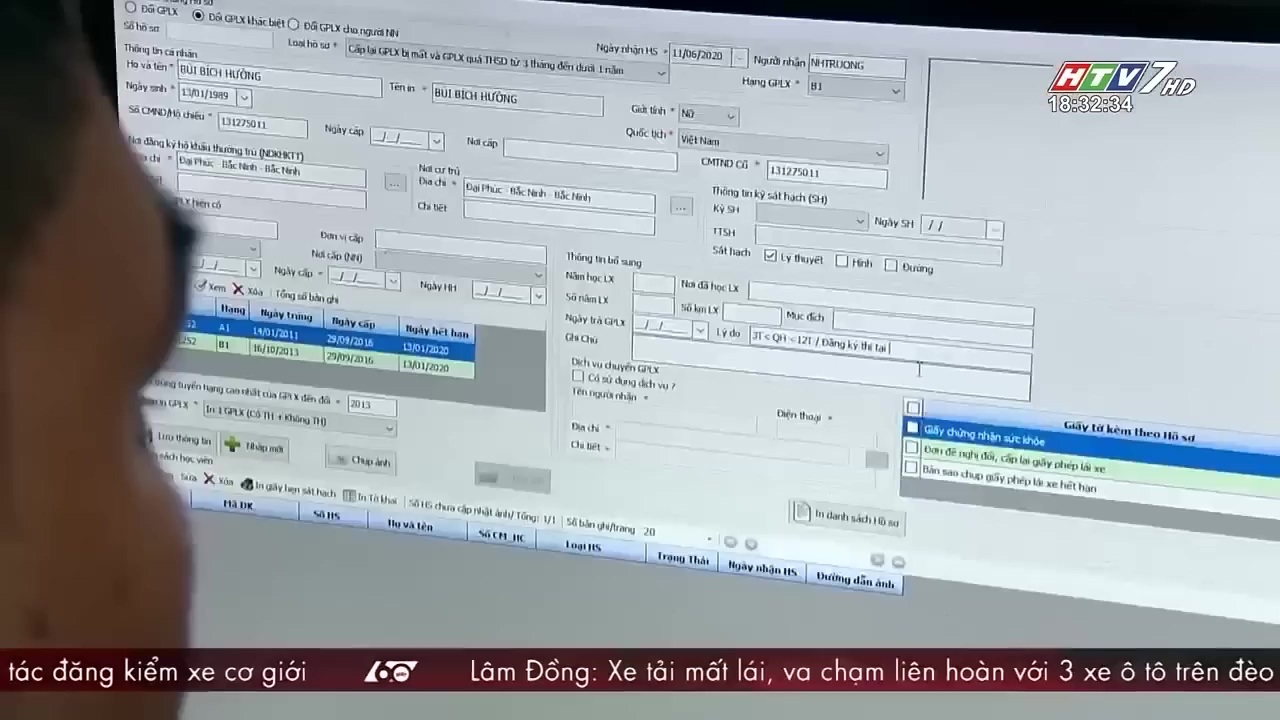 Đổi GPLX Đổi GPLX khác biệt Đổi GPLX cho người NN
Số hồ sơ Loại hồ sơ * Cấp lại GPLX bị mất và GPLX quá THSD từ 3 tháng đến dưới 1 năm Ngày nhận HS * 11/06/2020 Người nhận NHTRUONG
Thông tin cá nhân
Họ và tên * BÙI BÍCH HƯỜNG Tên in * BÙI BÍCH HƯỜNG Hạng GPLX * B1
Ngày sinh * 13/01/1989 Giới tính * Nữ
Số CMND/Hộ chiếu * 131275011 Ngày cấp _/_/___ Nơi cấp Quốc tịch * Việt Nam
CMTND Cũ * 131275011
Nơi đăng ký hộ khẩu thường trú (NĐKHKTT) Nơi cư trú
Đại Phúc - Bắc Ninh - Bắc Ninh ... Địa chỉ * Đại Phúc - Bắc Ninh - Bắc Ninh ...
Chi tiết
Thông tin kỳ sát hạch (SH)
Kỳ SH Ngày SH / /
TTSH
Sát hạch Lý thuyết Hình Đường
Đơn vị cấp
Nơi cấp (NN)
Ngày cấp * _/_/___ Ngày HH _/_/___
Xem Xóa Tổng số bản ghi
Hạng Ngày trúng Ngày cấp Ngày hết hạn
A1 14/01/2011 29/09/2016 13/01/2020
252 B1 16/10/2013 29/09/2016 13/01/2020
Thông tin bổ sung
Năm học LX Nơi đã học LX
Số năm LX Số km LX Mục đích
Ngày trả GPLX _/_/___ Lý do 3T < QH < 12T / Đăng ký thi tại
Ghi Chú
Dịch vụ chuyển GPLX
Có sử dụng dịch vụ ?
Tên người nhận * Điện thoại *
Địa chỉ *
Chi tiết *
trúng tuyển hạng cao nhất của GPLX đến đổi * 2013
GPLX * In 1 GPLX (Có TH + Không TH)
Lưu thông tin Nhập mới Chụp ảnh
sách học viên
Sửa Xóa In giấy hẹn sát hạch In Tờ khai Số HS chưa cập nhật ảnh/ Tổng: 1/1 Số bản ghi/trang 20
Mã ĐK Số HS Họ và tên Số CM_HC Loại HS Trạng Thái Ngày nhận HS Đường dẫn ảnh
In danh sách Hồ sơ
Giấy tờ kèm theo Hồ sơ
Giấy chứng nhận sức khỏe
Đơn đề nghị đổi, cấp lại giấy phép lái xe
Bản sao chụp giấy phép lái xe hết hạn
HTV7 HD
18:32:34
tác đăng kiểm xe cơ giới 60 Lâm Đồng: Xe tải mất lái, va chạm liên hoàn với 3 xe ô tô trên đèo